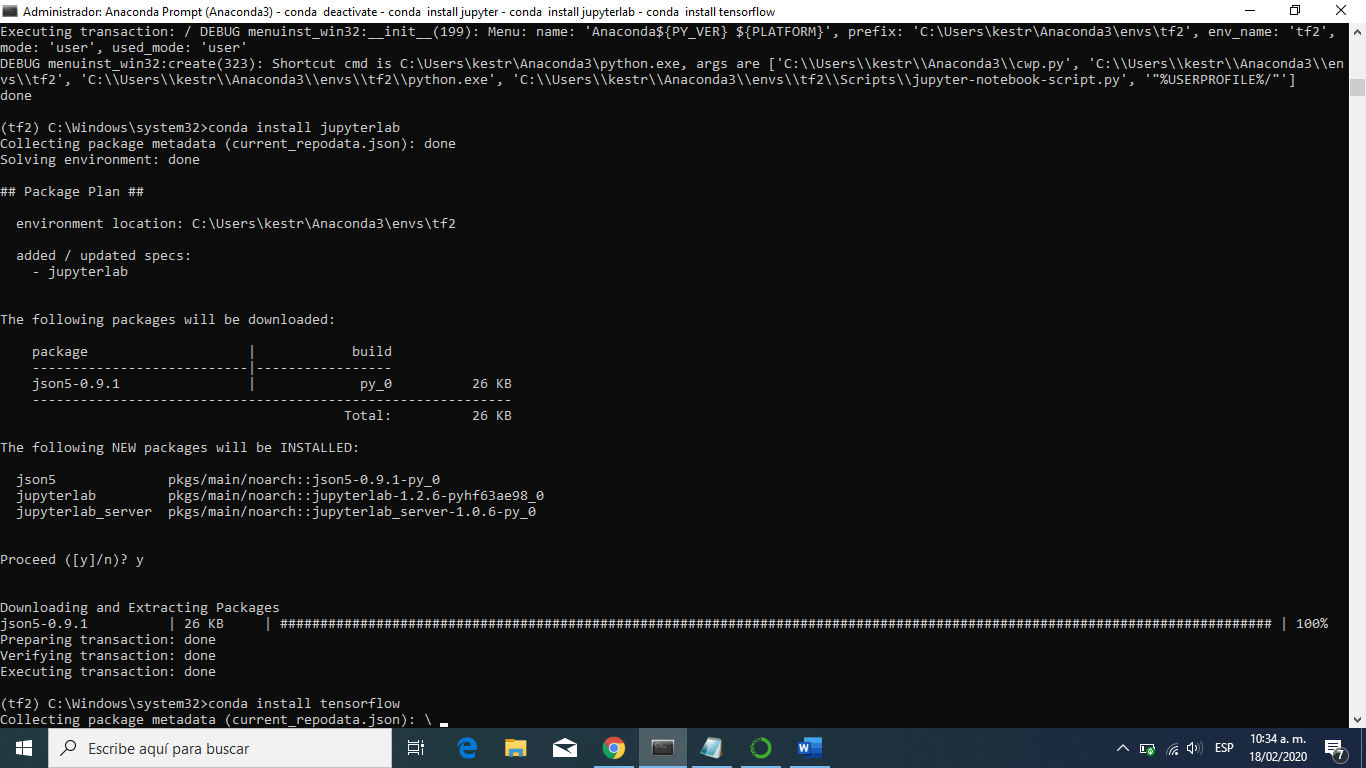 Administrador: Anaconda Prompt (Anaconda3) - conda  deactivate - conda  install jupyter - conda  install jupyterlab - conda  install tensorflow
Executing transaction: / DEBUG menuinst_win32:__init__(199): Menu: name: 'Anaconda${PY_VER} ${PLATFORM}', prefix: 'C:\Users\kestr\Anaconda3\envs\tf2', env_name: 'tf2',
mode: 'user', used_mode: 'user'
DEBUG menuinst_win32:create(323): Shortcut cmd is C:\Users\kestr\Anaconda3\python.exe, args are ['C:\\Users\\kestr\\Anaconda3\\cwp.py', 'C:\\Users\\kestr\\Anaconda3\\en
vs\\tf2', 'C:\\Users\\kestr\\Anaconda3\\envs\\tf2\\python.exe', 'C:\\Users\\kestr\\Anaconda3\\envs\\tf2\\Scripts\\jupyter-notebook-script.py', '"%USERPROFILE%/"']
done
(tf2) C:\Windows\system32>conda install jupyterlab
Collecting package metadata (current_repodata.json): done
Solving environment: done
## Package Plan ##
environment location: C:\Users\kestr\Anaconda3\envs\tf2
added / updated specs:
- jupyterlab
The following packages will be downloaded:
package                    |            build
---------------------------|-----------------
json5-0.9.1                |             py_0          26 KB
------------------------------------------------------------
Total:          26 KB
The following NEW packages will be INSTALLED:
json5              pkgs/main/noarch::json5-0.9.1-py_0
jupyterlab         pkgs/main/noarch::jupyterlab-1.2.6-pyhf63ae98_0
jupyterlab_server  pkgs/main/noarch::jupyterlab_server-1.0.6-py_0
Proceed ([y]/n)? y
Downloading and Extracting Packages
json5-0.9.1          | 26 KB     | ############################################################################################################################ | 100%
Preparing transaction: done
Verifying transaction: done
Executing transaction: done
(tf2) C:\Windows\system32>conda install tensorflow
Collecting package metadata (current_repodata.json): \
Escribe aquí para buscar
ESP
10:34 a. m.
18/02/2020
7